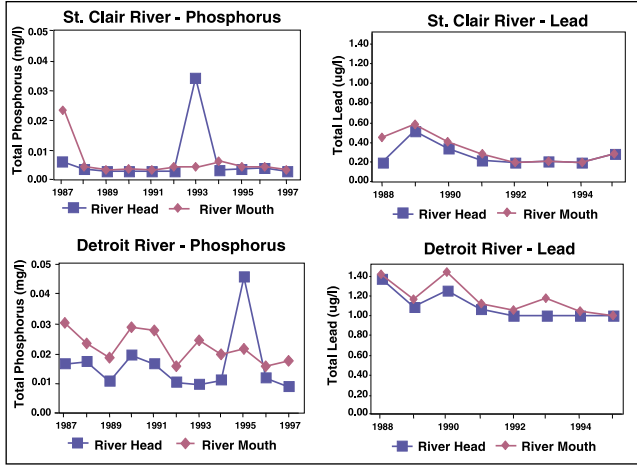 St. Clair River - Phosphorus
Total Phosphorus (mg/l)
0.05
0.04
0.03
0.02
0.01
0.00
1987 1989 1991 1993 1995 1997
River Head River Mouth
St. Clair River - Lead
Total Lead (ug/l)
1.40
1.20
1.00
0.80
0.60
0.40
0.20
0.00
1988 1990 1992 1994
River Head River Mouth
Detroit River - Phosphorus
Total Phosphorus (mg/l)
0.05
0.04
0.03
0.02
0.01
0.00
1987 1989 1991 1993 1995 1997
River Head River Mouth
Detroit River - Lead
Total Lead (ug/l)
1.40
1.20
1.00
0.80
0.60
0.40
0.20
0.00
1988 1990 1992 1994
River Head River Mouth